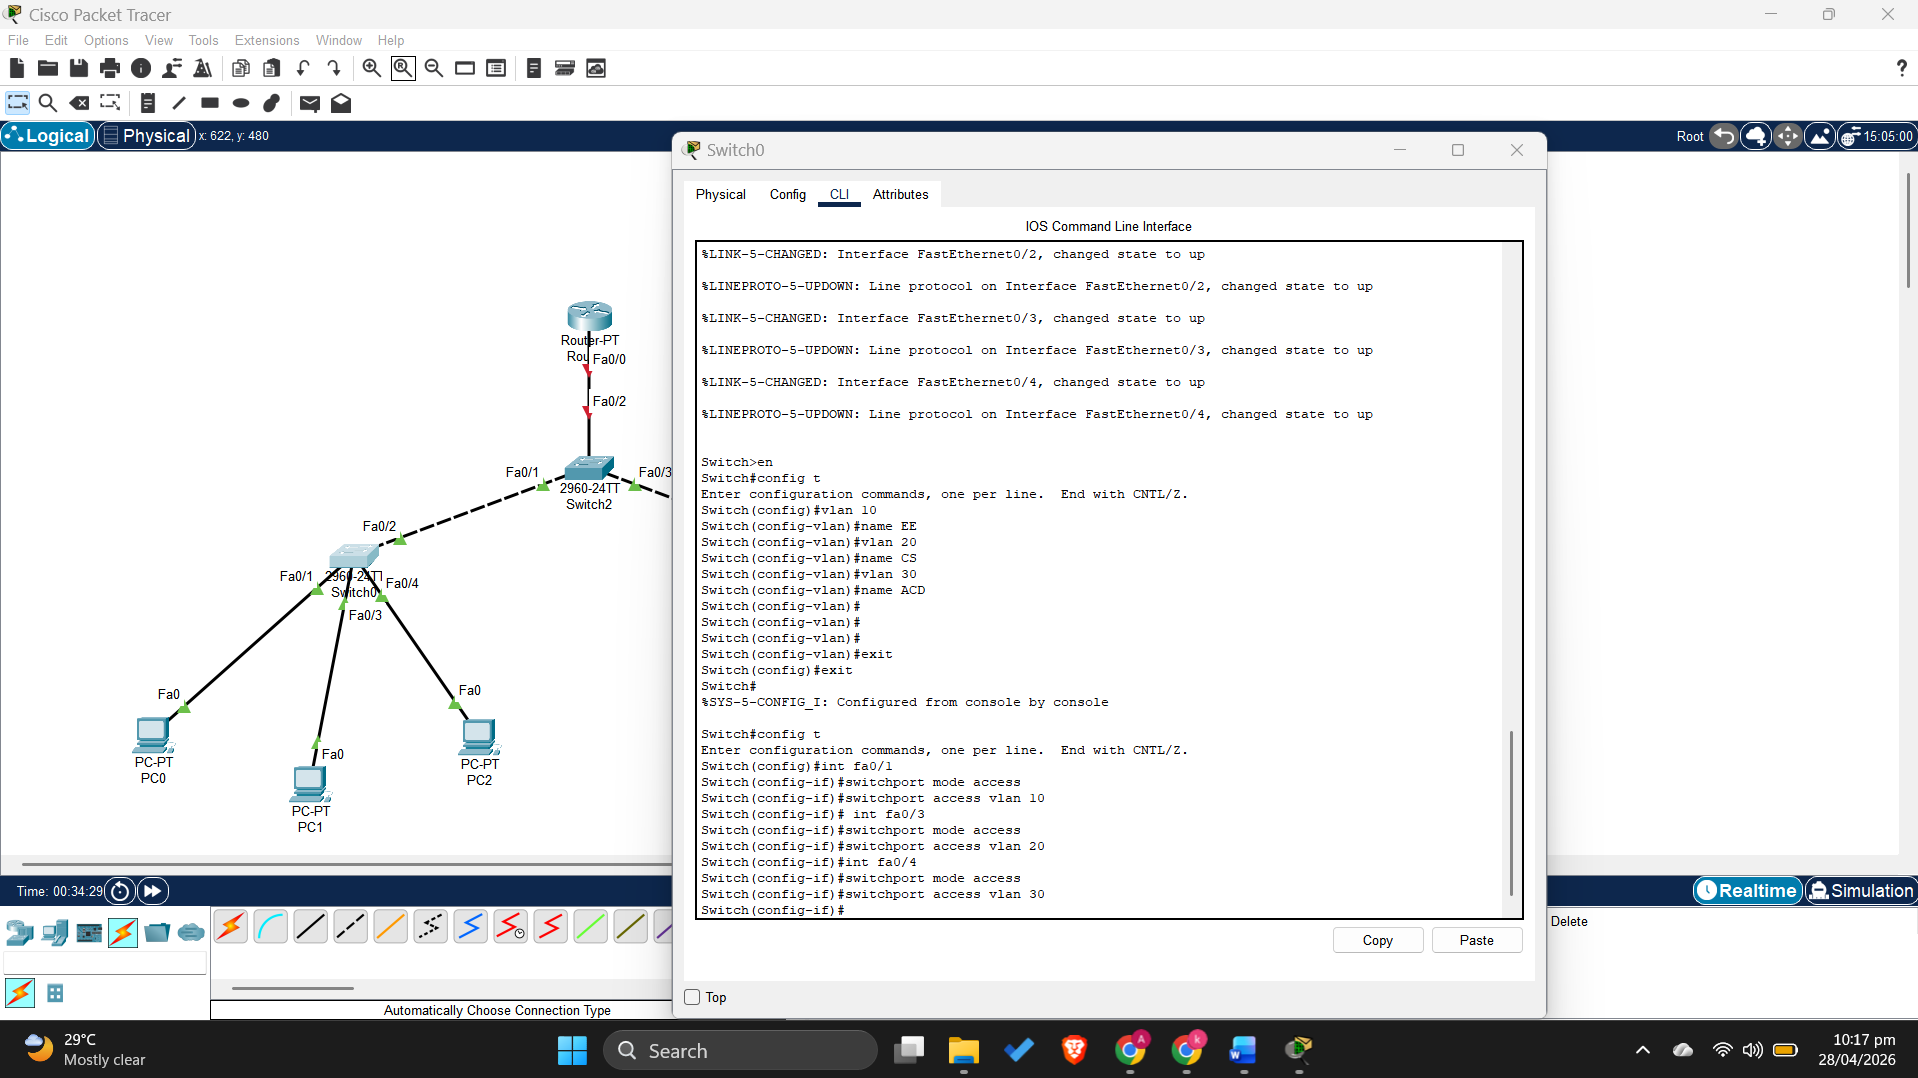 Cisco Packet Tracer
File Edit Options View Tools Extensions Window Help
Logical Physical x: 622, y: 480
Root 15:05:00
Router-PT
Fa0/0
Fa0/2
Fa0/1
Fa0/3
2960-24TT
Switch2
Fa0/2
Fa0/1
2960-24TT
Fa0/4
Switch0
Fa0/3
Fa0
Fa0
PC-PT
PC0
Fa0
PC-PT
PC2
PC-PT
PC1
Switch0
Physical Config CLI Attributes
IOS Command Line Interface
%LINK-5-CHANGED: Interface FastEthernet0/2, changed state to up
%LINEPROTO-5-UPDOWN: Line protocol on Interface FastEthernet0/2, changed state to up
%LINK-5-CHANGED: Interface FastEthernet0/3, changed state to up
%LINEPROTO-5-UPDOWN: Line protocol on Interface FastEthernet0/3, changed state to up
%LINK-5-CHANGED: Interface FastEthernet0/4, changed state to up
%LINEPROTO-5-UPDOWN: Line protocol on Interface FastEthernet0/4, changed state to up
Switch>en
Switch#config t
Enter configuration commands, one per line.  End with CNTL/Z.
Switch(config)#vlan 10
Switch(config-vlan)#name EE
Switch(config-vlan)#vlan 20
Switch(config-vlan)#name CS
Switch(config-vlan)#vlan 30
Switch(config-vlan)#name ACD
Switch(config-vlan)#
Switch(config-vlan)#
Switch(config-vlan)#
Switch(config-vlan)#exit
Switch(config)#exit
Switch#
%SYS-5-CONFIG_I: Configured from console by console
Switch#config t
Enter configuration commands, one per line.  End with CNTL/Z.
Switch(config)#int fa0/1
Switch(config-if)#switchport mode access
Switch(config-if)#switchport access vlan 10
Switch(config-if)# int fa0/3
Switch(config-if)#switchport mode access
Switch(config-if)#switchport access vlan 20
Switch(config-if)#int fa0/4
Switch(config-if)#switchport mode access
Switch(config-if)#switchport access vlan 30
Switch(config-if)#
Copy Paste
Top
Time: 00:34:29
Realtime Simulation
Delete
Automatically Choose Connection Type
29°C
Mostly clear
Search
10:17 pm
28/04/2026